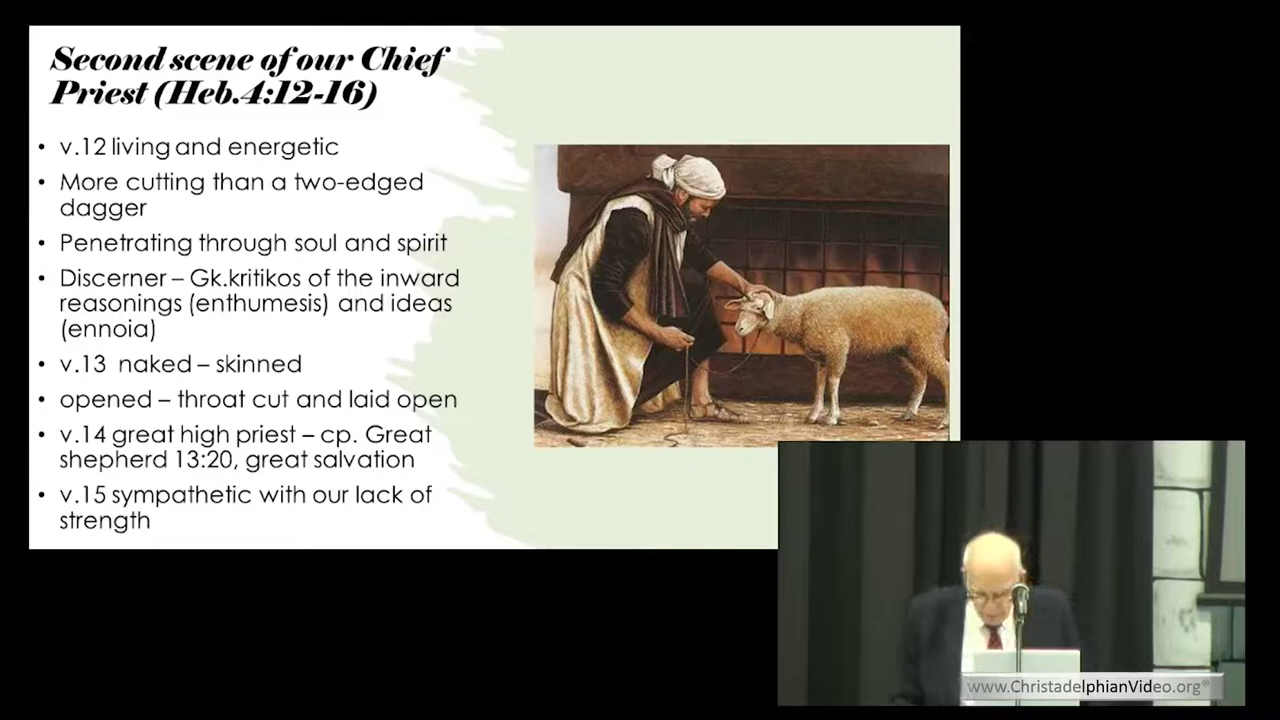 Second scene of our Chief
Priest (Heb.4:12-16)
• v.12 living and energetic
• More cutting than a two-edged
dagger
• Penetrating through soul and spirit
• Discerner – Gk.kritikos of the inward
reasonings (enthumesis) and ideas
(ennoia)
• v.13  naked – skinned
• opened – throat cut and laid open
• v.14 great high priest – cp. Great
shepherd 13:20, great salvation
• v.15 sympathetic with our lack of
strength
www.ChristadelphianVideo.org®